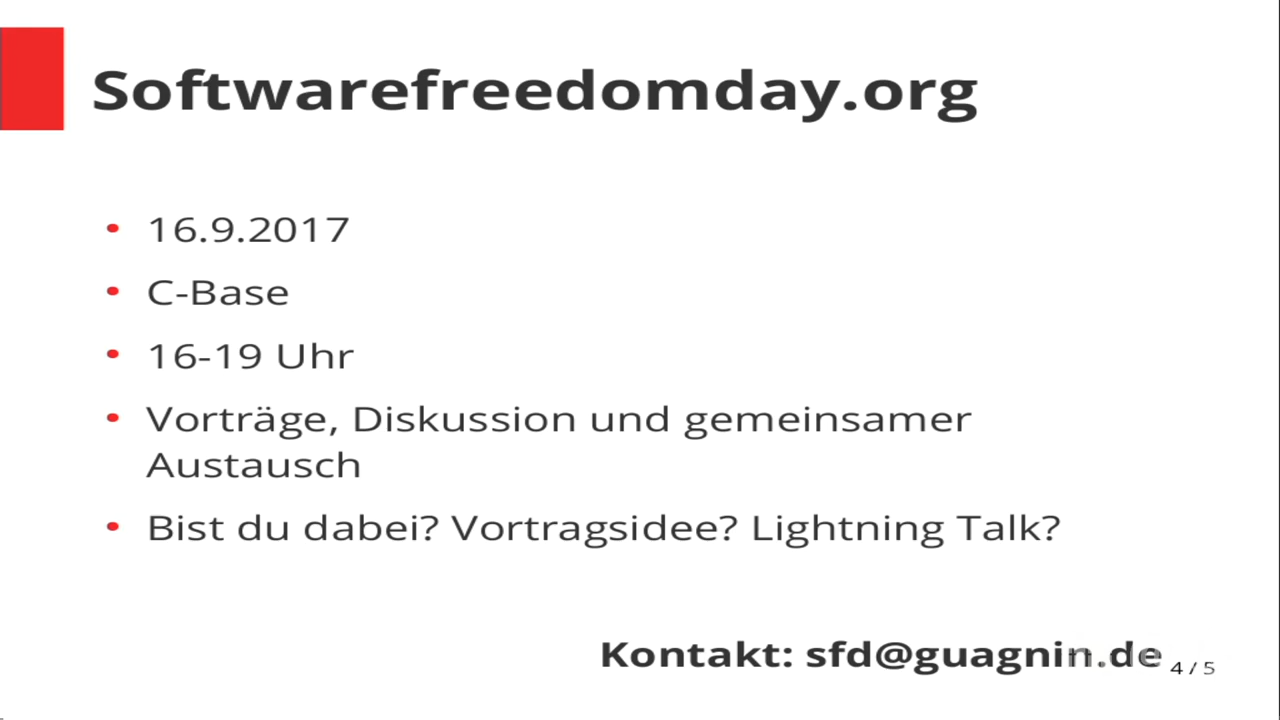 Softwarefreedomday.org
16.9.2017
C-Base
16-19 Uhr
Vorträge, Diskussion und gemeinsamer
Austausch
Bist du dabei? Vortragsidee? Lightning Talk?
Kontakt: sfd@guagnin.de
4 / 5